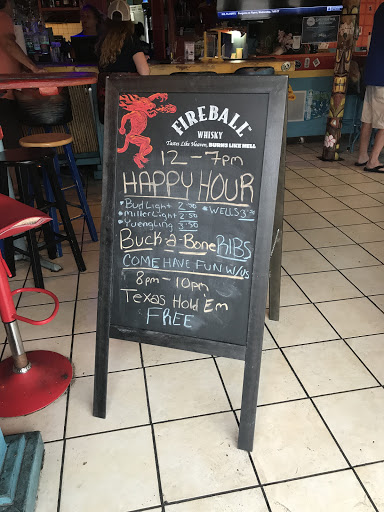 FIREBALL
WHISKY
Tastes Like Heaven, BURNS LIKE HELL
12-7pm
HAPPY HOUR
• Bud Light 2.50 • WELLS 3.50
• Miller Light 2.50
• Yuengling 3.50
Buck-a-Bone RIBS
COME HAVE FUN W/US
8pm-10pm
Texas Hold 'Em
FREE